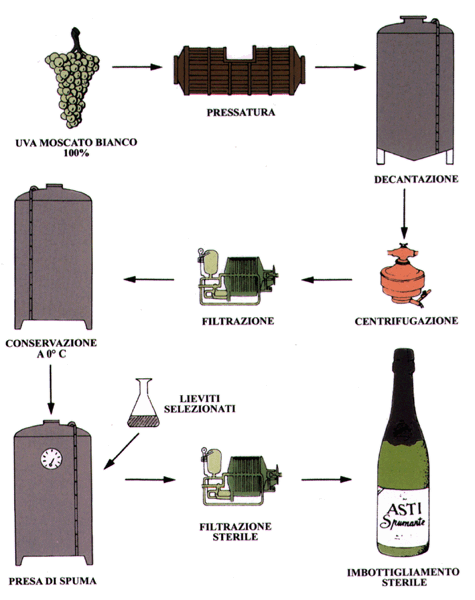 UVA MOSCATO BIANCO
100%
PRESSATURA
DECANTAZIONE
CENTRIFUGAZIONE
FILTRAZIONE
CONSERVAZIONE
A 0° C
LIEVITI
SELEZIONATI
PRESA DI SPUMA
FILTRAZIONE
STERILE
ASTI
Spumante
IMBOTTIGLIAMENTO
STERILE